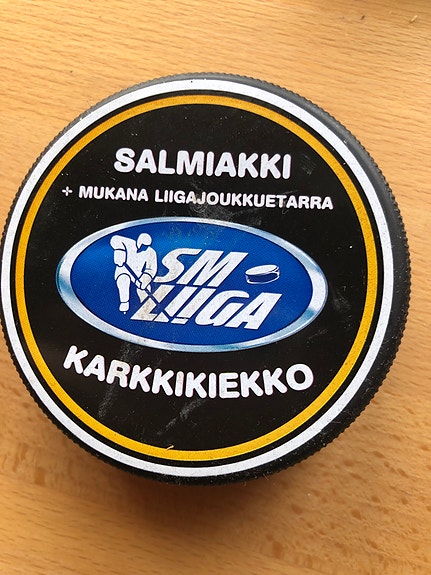 SALMIAKKI
+ MUKANA LIIGAJOUKKUETARRA
SM
LIIGA
KARKKIKIEKKO